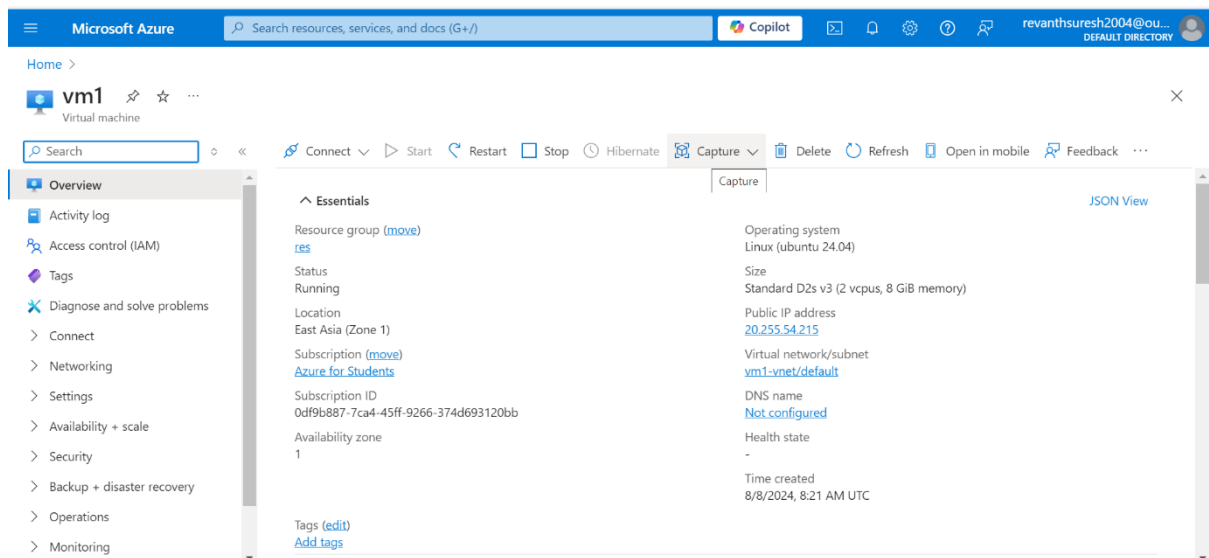 Microsoft Azure
Search resources, services, and docs (G+/)
Copilot
revanthsuresh2004@ou...
DEFAULT DIRECTORY
Home >
vm1
Virtual machine
Search
Connect
Start
Restart
Stop
Hibernate
Capture
Delete
Refresh
Open in mobile
Feedback
Capture
Overview
Activity log
Access control (IAM)
Tags
Diagnose and solve problems
Connect
Networking
Settings
Availability + scale
Security
Backup + disaster recovery
Operations
Monitoring
Essentials
JSON View
Resource group (move)
res
Status
Running
Location
East Asia (Zone 1)
Subscription (move)
Azure for Students
Subscription ID
0df9b887-7ca4-45ff-9266-374d693120bb
Availability zone
1
Operating system
Linux (ubuntu 24.04)
Size
Standard D2s v3 (2 vcpus, 8 GiB memory)
Public IP address
20.255.54.215
Virtual network/subnet
vm1-vnet/default
DNS name
Not configured
Health state
-
Time created
8/8/2024, 8:21 AM UTC
Tags (edit)
Add tags